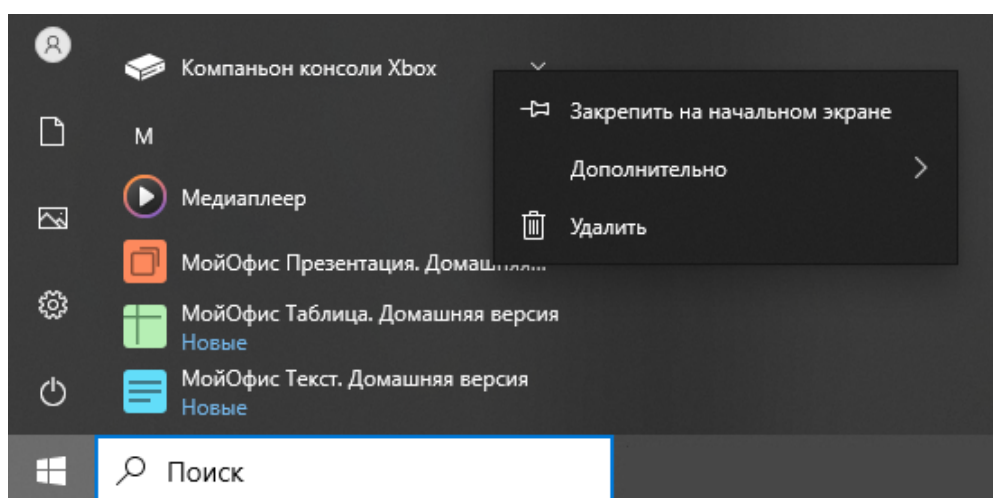 Компаньон консоли Xbox
Закрепить на начальном экране
М
Дополнительно
Медиаплеер
Удалить
МойОфис Презентация. Домашняя...
МойОфис Таблица. Домашняя версия
Новые
МойОфис Текст. Домашняя версия
Новые
Поиск